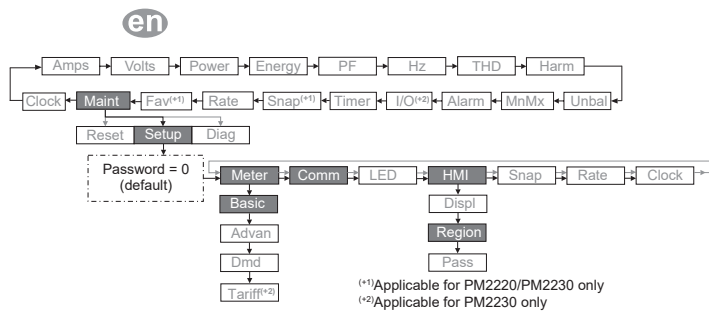 en
Amps Volts Power Energy PF Hz THD Harm
Clock Maint Fav(+1) Rate Snap(+1) Timer I/O(+2) Alarm MnMx Unbal
Reset Setup Diag
Password = 0
(default)
Meter Comm LED HMI Snap Rate Clock
Basic Displ
Advan Region
Dmd Pass
Tariff(+2)
(+1)Applicable for PM2220/PM2230 only
(+2)Applicable for PM2230 only